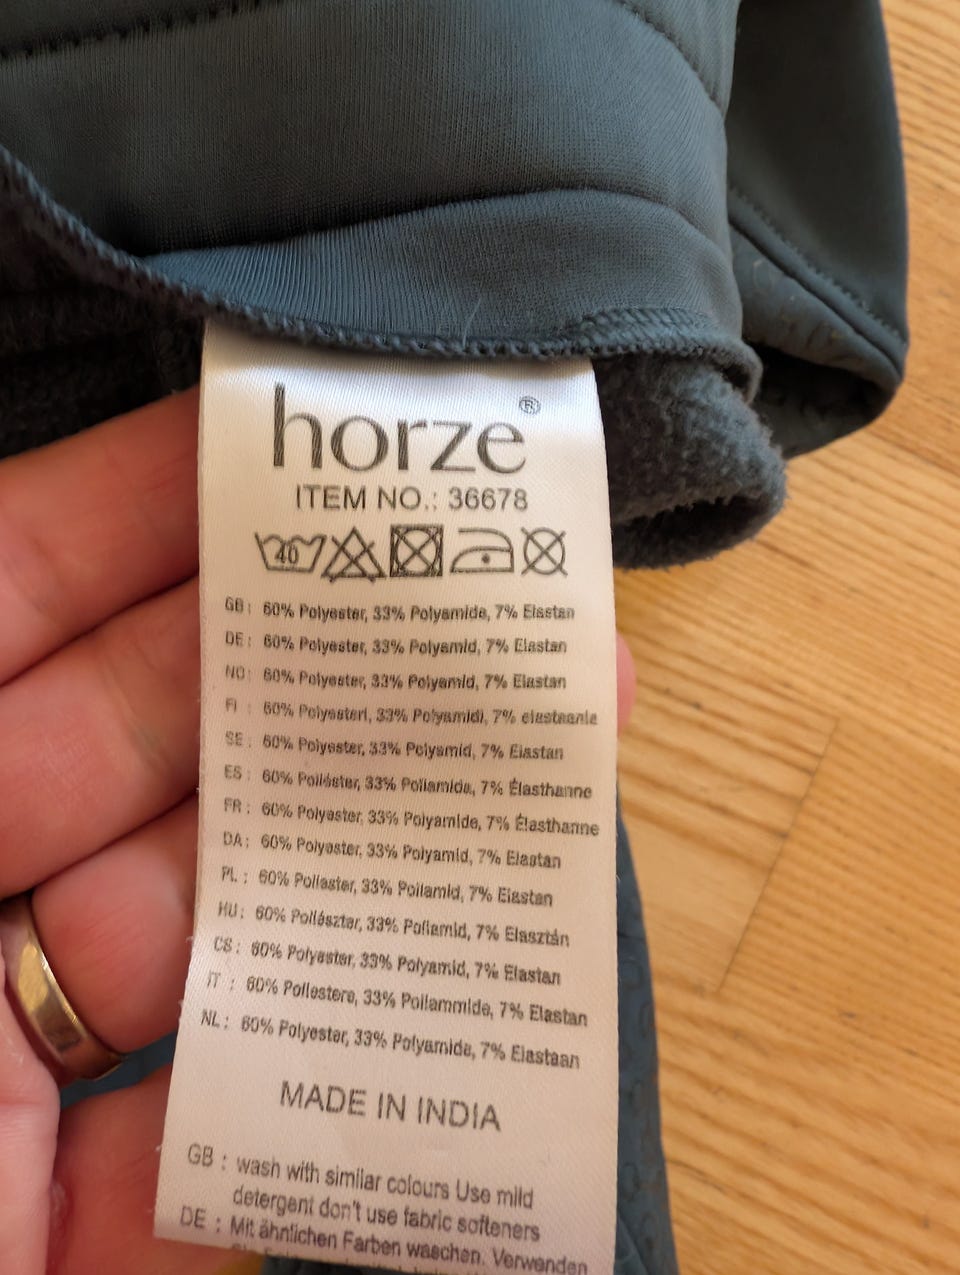 horze®
ITEM NO.: 36678
40
GB: 60% Polyester, 33% Polyamide, 7% Elastan
DE: 60% Polyester, 33% Polyamid, 7% Elastan
NO: 60% Polyester, 33% Polyamid, 7% Elastan
FI : 60% Polyesteri, 33% Polyamidi, 7% elastaania
SE: 60% Polyester, 33% Polyamid, 7% Elastan
ES: 60% Poliéster, 33% Poliamida, 7% Élasthanne
FR: 60% Polyester, 33% Polyamide, 7% Élasthanne
DA: 60% Polyester, 33% Polyamid, 7% Elastan
PL: 60% Poliester, 33% Poliamid, 7% Elastan
HU: 60% Poliészter, 33% Poliamid, 7% Elasztán
CS: 60% Polyester, 33% Polyamid, 7% Elastan
IT : 60% Poliestere, 33% Poliammide, 7% Elastan
NL: 60% Polyester, 33% Polyamide, 7% Elastaan
MADE IN INDIA
GB : wash with similar colours Use mild
detergent don't use fabric softeners
DE : Mit ähnlichen Farben waschen. Verwenden